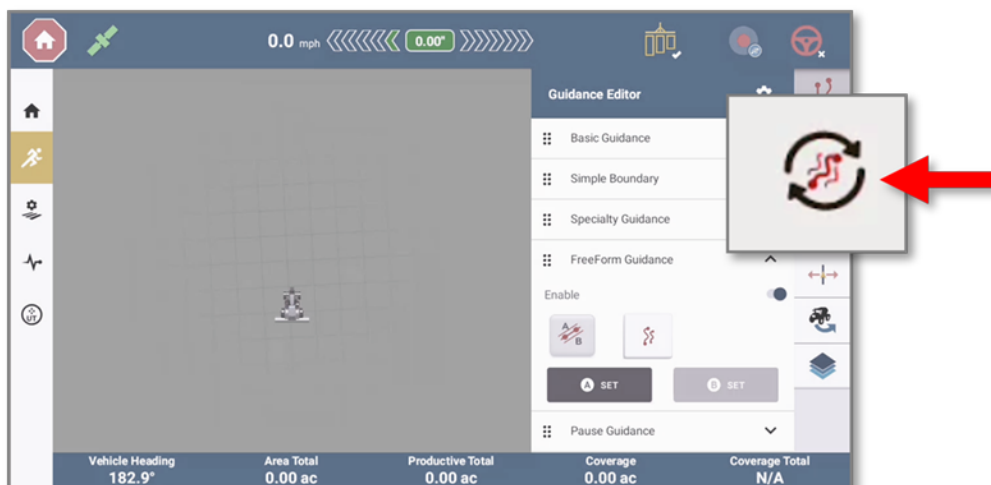 0.0 mph 0.00"
Guidance Editor
Basic Guidance
Simple Boundary
Specialty Guidance
FreeForm Guidance
Enable
A
B
A SET B SET
Pause Guidance
UT
Vehicle Heading Area Total Productive Total Coverage Coverage Total
182.9° 0.00 ac 0.00 ac 0.00 ac N/A